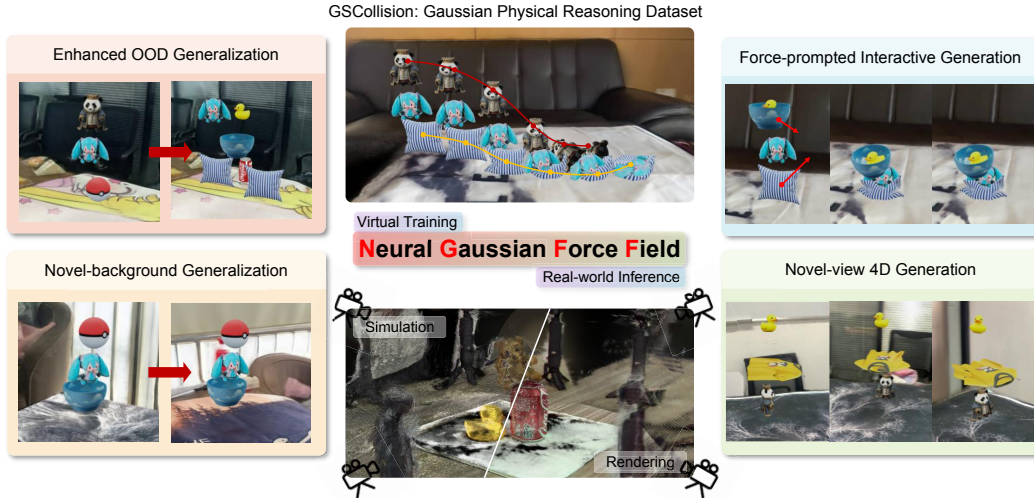 GSCollision: Gaussian Physical Reasoning Dataset
Enhanced OOD Generalization
Force-prompted Interactive Generation
Virtual Training
Neural Gaussian Force Field
Real-world Inference
Novel-background Generalization
Novel-view 4D Generation
Simulation
Rendering